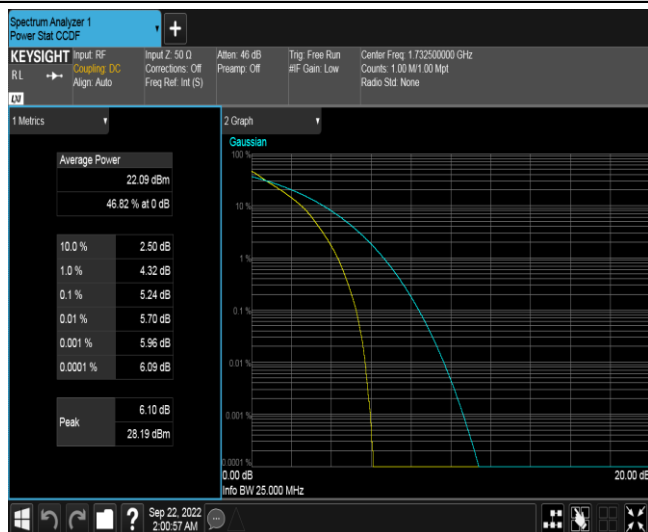 Spectrum Analyzer 1
Power Stat CCDF
KEYSIGHT
RL
LXI
Input: RF
Coupling: DC
Align: Auto
Input Z: 50 Ω
Corrections: Off
Freq Ref: Int (S)
Atten: 46 dB
Preamp: Off
Trig: Free Run
#IF Gain: Low
Center Freq: 1.732500000 GHz
Counts: 1.00 M/1.00 Mpt
Radio Std: None
1 Metrics
Average Power
22.09 dBm
46.82 % at 0 dB
10.0 % 2.50 dB
1.0 % 4.32 dB
0.1 % 5.24 dB
0.01 % 5.70 dB
0.001 % 5.96 dB
0.0001 % 6.09 dB
Peak
6.10 dB
28.19 dBm
2 Graph
Gaussian
100 %
10 %
1 %
0.1 %
0.01 %
0.001 %
0.0001 %
0.00 dB 20.00 dB
Info BW 25.000 MHz
?
Sep 22, 2022
2:00:57 AM